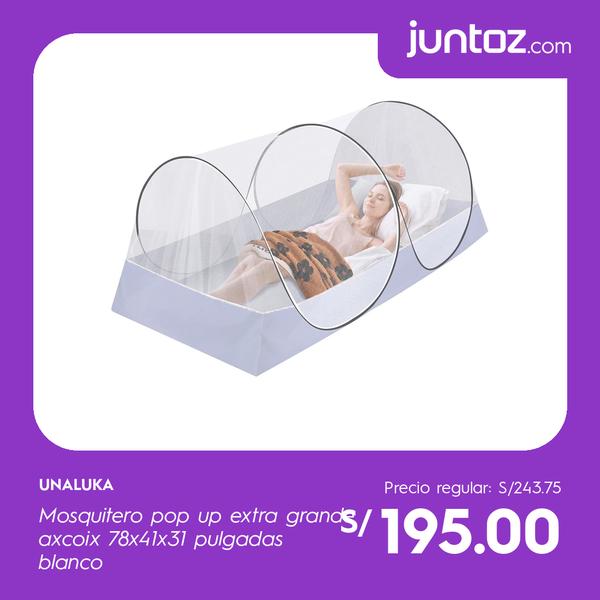 juntoz.com
UNALUKA
Mosquitero pop up extra grande
axcoix 78x41x31 pulgadas
blanco
Precio regular: S/243.75
S/195.00